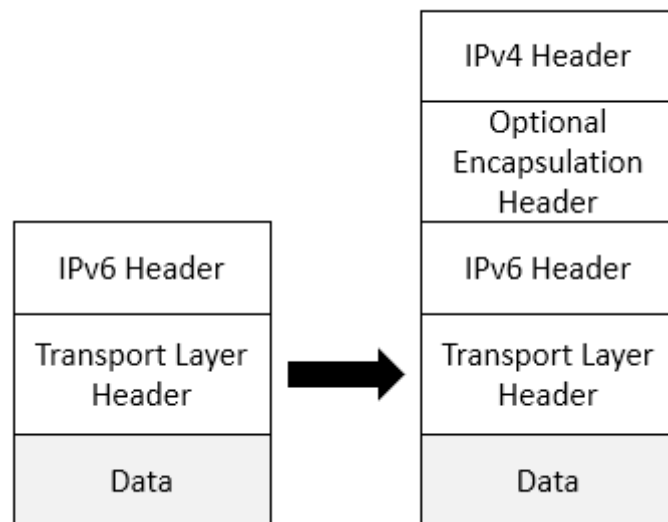 IPv6 Header
Transport Layer
Header
Data
IPv4 Header
Optional
Encapsulation
Header
IPv6 Header
Transport Layer
Header
Data